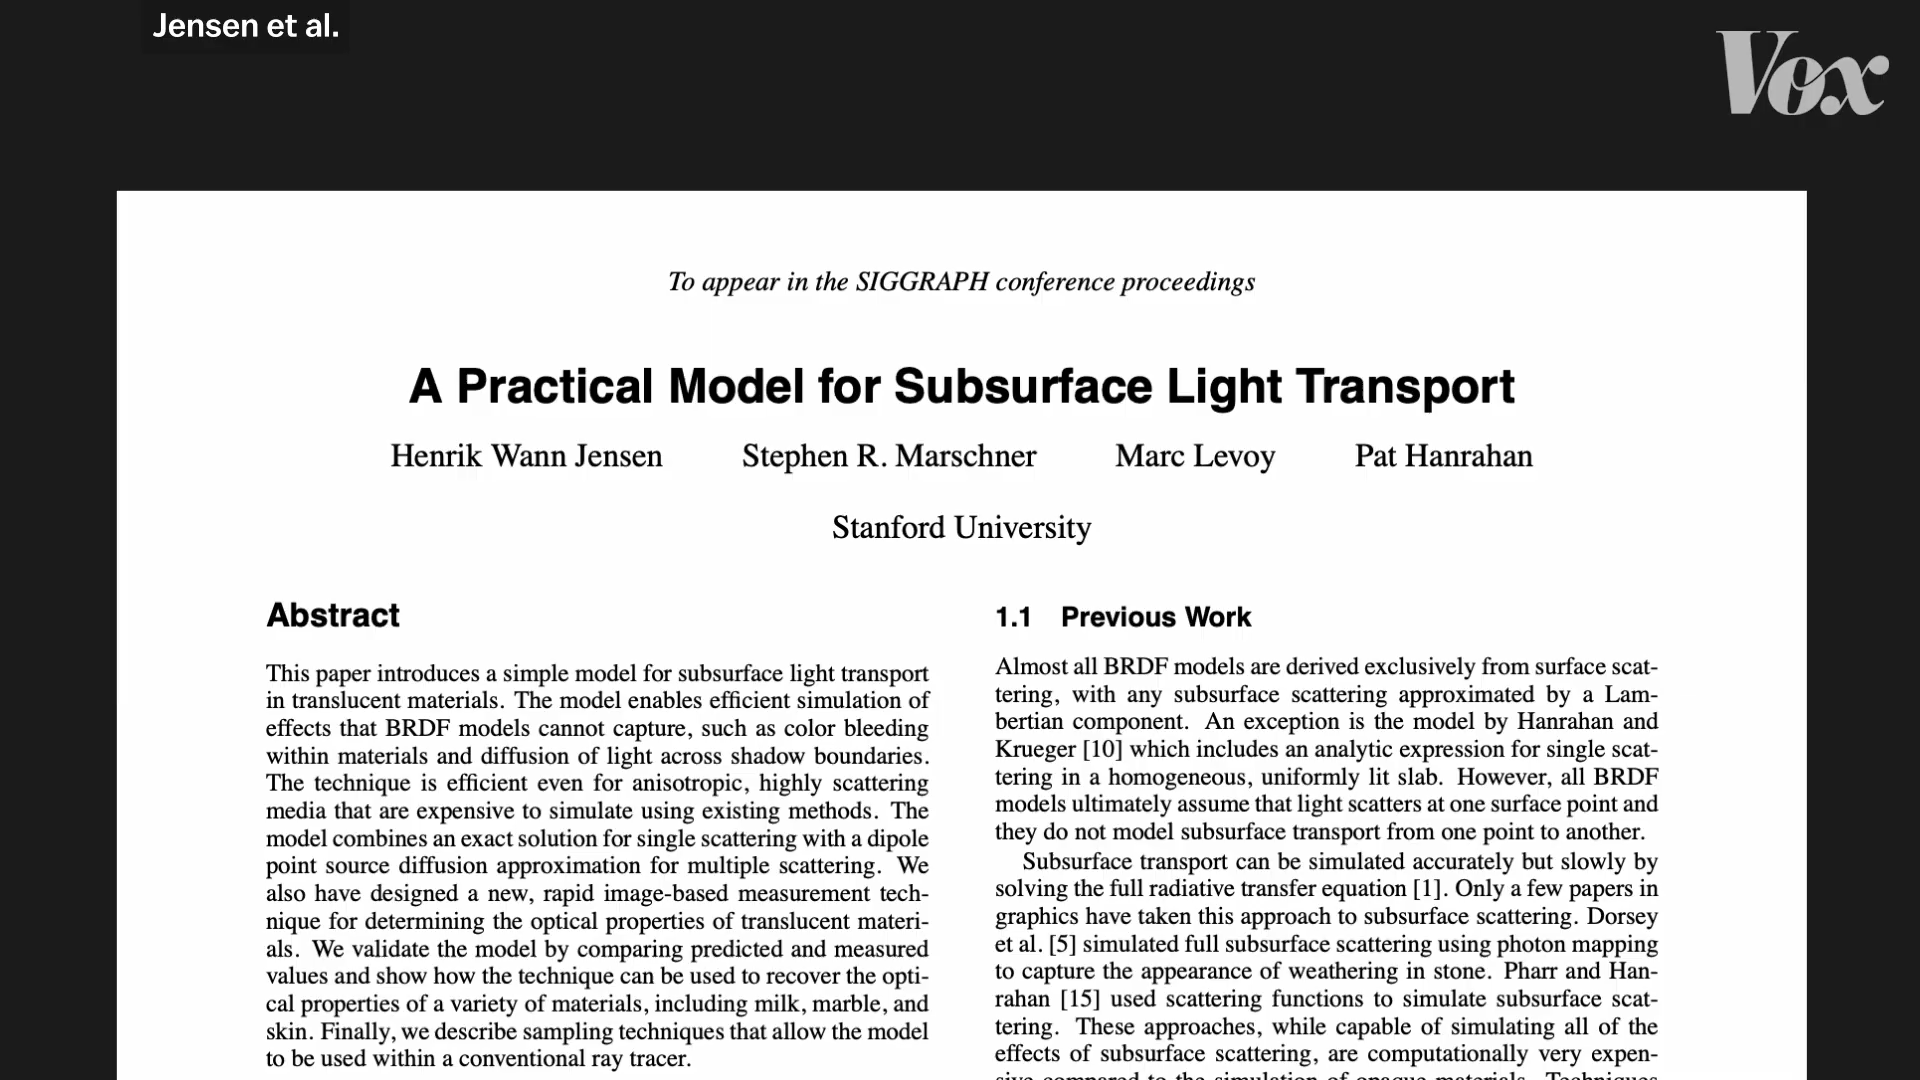 Jensen et al.
Vox
To appear in the SIGGRAPH conference proceedings
A Practical Model for Subsurface Light Transport
Henrik Wann Jensen Stephen R. Marschner Marc Levoy Pat Hanrahan
Stanford University
Abstract
This paper introduces a simple model for subsurface light transport
in translucent materials. The model enables efficient simulation of
effects that BRDF models cannot capture, such as color bleeding
within materials and diffusion of light across shadow boundaries.
The technique is efficient even for anisotropic, highly scattering
media that are expensive to simulate using existing methods. The
model combines an exact solution for single scattering with a dipole
point source diffusion approximation for multiple scattering. We
also have designed a new, rapid image-based measurement tech-
nique for determining the optical properties of translucent materi-
als. We validate the model by comparing predicted and measured
values and show how the technique can be used to recover the opti-
cal properties of a variety of materials, including milk, marble, and
skin. Finally, we describe sampling techniques that allow the model
to be used within a conventional ray tracer.
1.1 Previous Work
Almost all BRDF models are derived exclusively from surface scat-
tering, with any subsurface scattering approximated by a Lam-
bertian component. An exception is the model by Hanrahan and
Krueger [10] which includes an analytic expression for single scat-
tering in a homogeneous, uniformly lit slab. However, all BRDF
models ultimately assume that light scatters at one surface point and
they do not model subsurface transport from one point to another.
Subsurface transport can be simulated accurately but slowly by
solving the full radiative transfer equation [1]. Only a few papers in
graphics have taken this approach to subsurface scattering. Dorsey
et al. [5] simulated full subsurface scattering using photon mapping
to capture the appearance of weathering in stone. Pharr and Han-
rahan [15] used scattering functions to simulate subsurface scat-
tering. These approaches, while capable of simulating all of the
effects of subsurface scattering, are computationally very expen-
sive compared to the simulation of opaque materials. Techniques